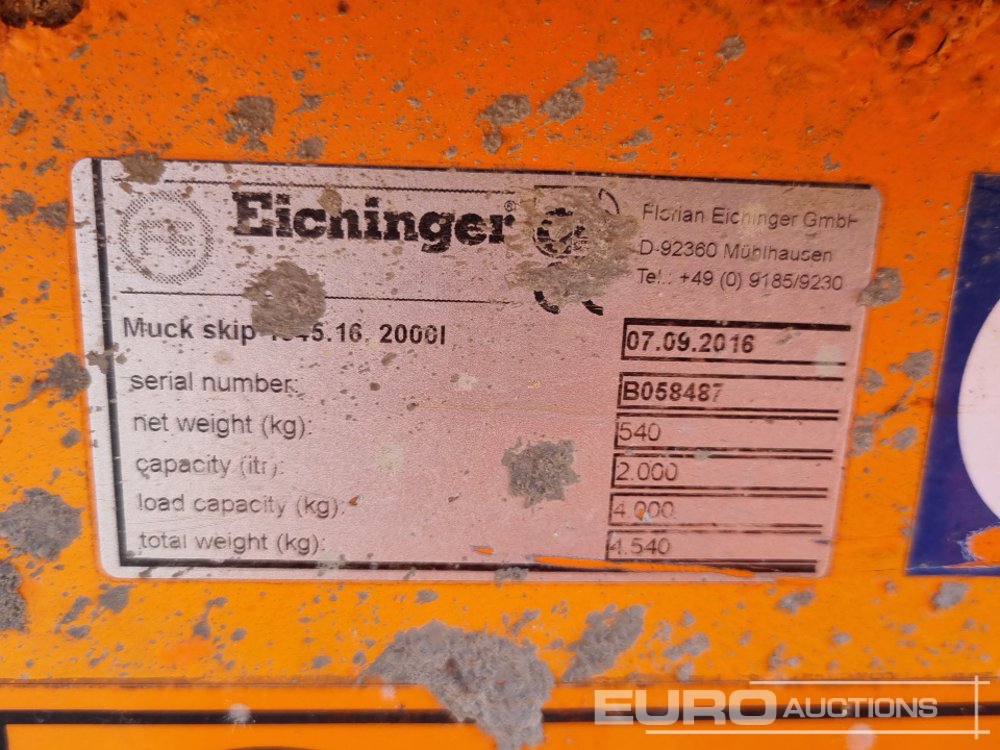 Eichinger®
Florian Eichinger GmbH
D-92360 Mühlhausen
Tel.: +49 (0) 9185/9230
Muck skip 2000l
07.09.2016
serial number: B058487
net weight (kg): 540
capacity (itr): 2.000
load capacity (kg): 4.000
total weight (kg): 4.540
EURO AUCTIONS